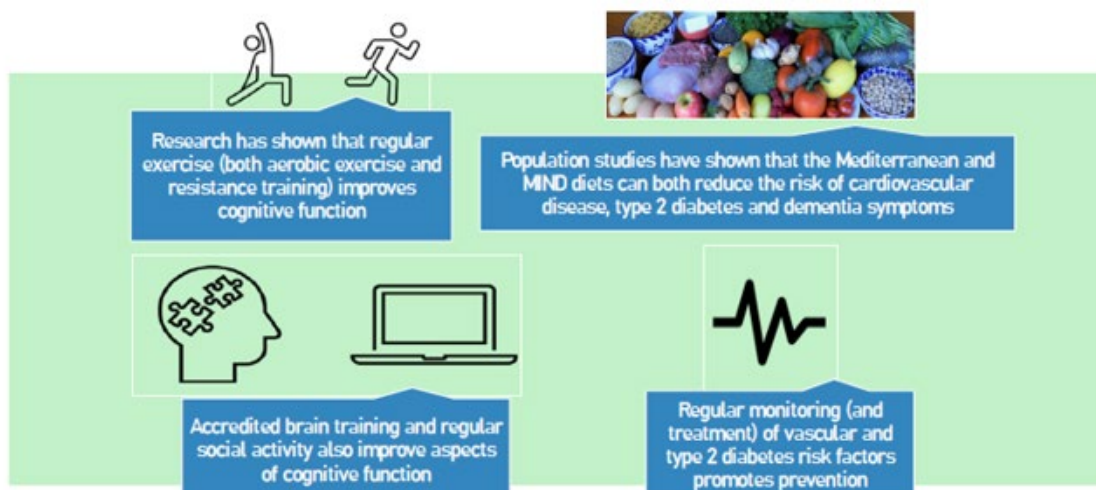 Research has shown that regular
exercise (both aerobic exercise and
resistance training) improves
cognitive function
Population studies have shown that the Mediterranean and
MIND diets can both reduce the risk of cardiovascular
disease, type 2 diabetes and dementia symptoms
Accredited brain training and regular
social activity also improve aspects
of cognitive function
Regular monitoring (and
treatment) of vascular and
type 2 diabetes risk factors
promotes prevention